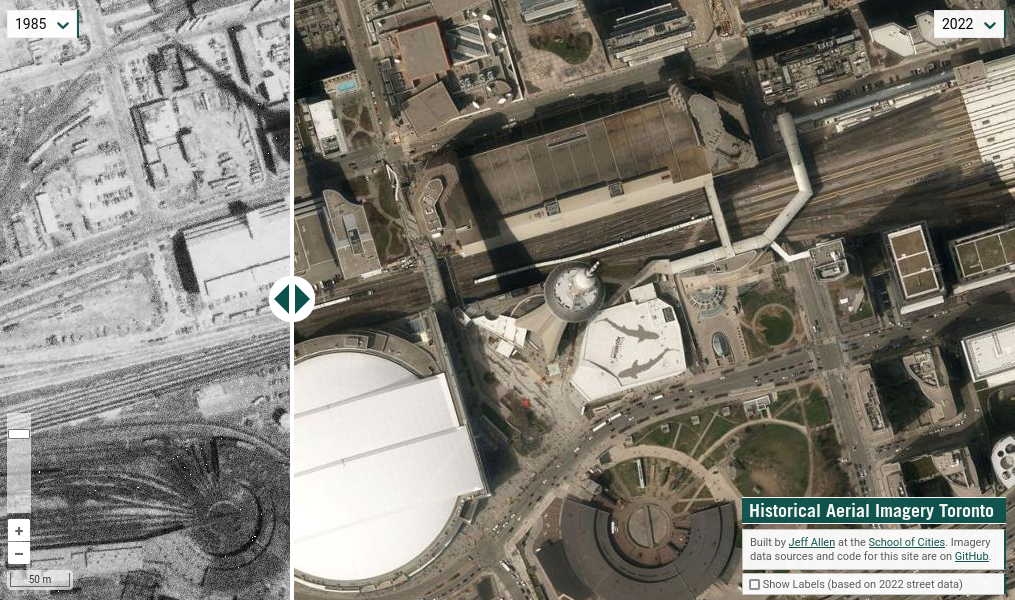 1985
2022
Historical Aerial Imagery Toronto
Built by Jeff Allen at the School of Cities. Imagery
data sources and code for this site are on GitHub.
Show Labels (based on 2022 street data)
+
–
50 m